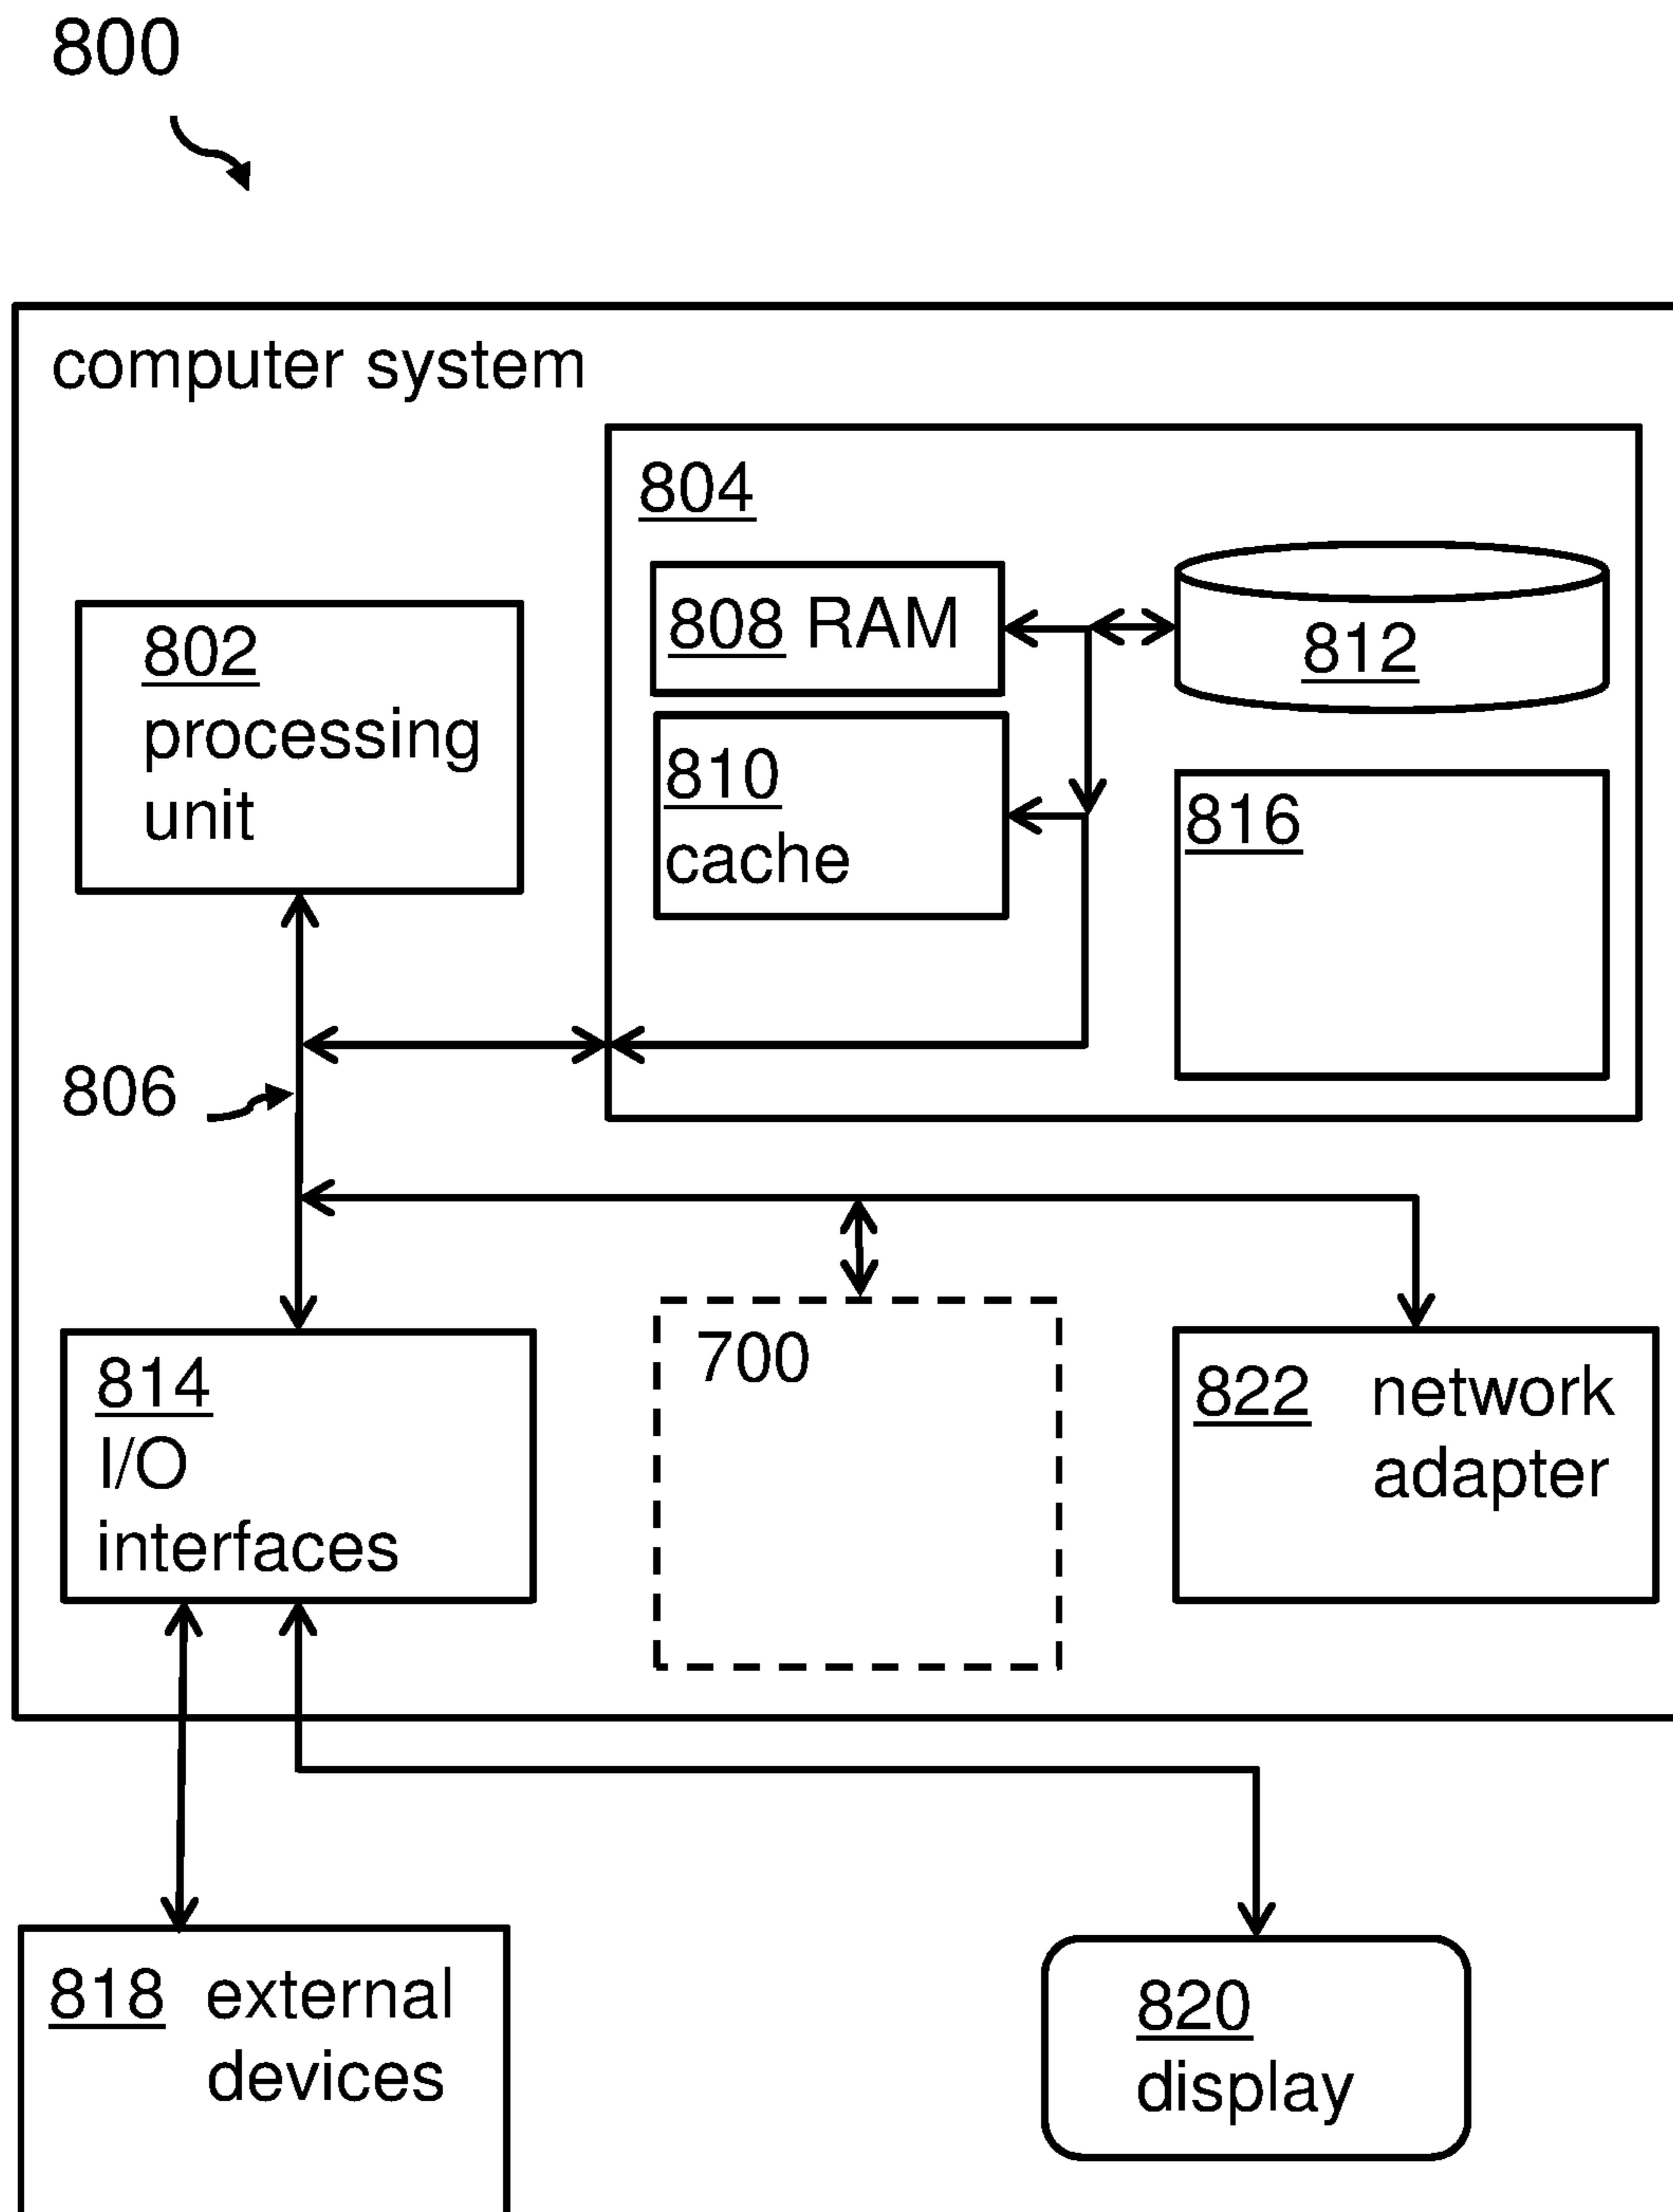 800
computer system
804
808 RAM
812
802
processing
unit
810
cache
816
806
700
814
I/O
interfaces
822 network
adapter
818 external
devices
820
display